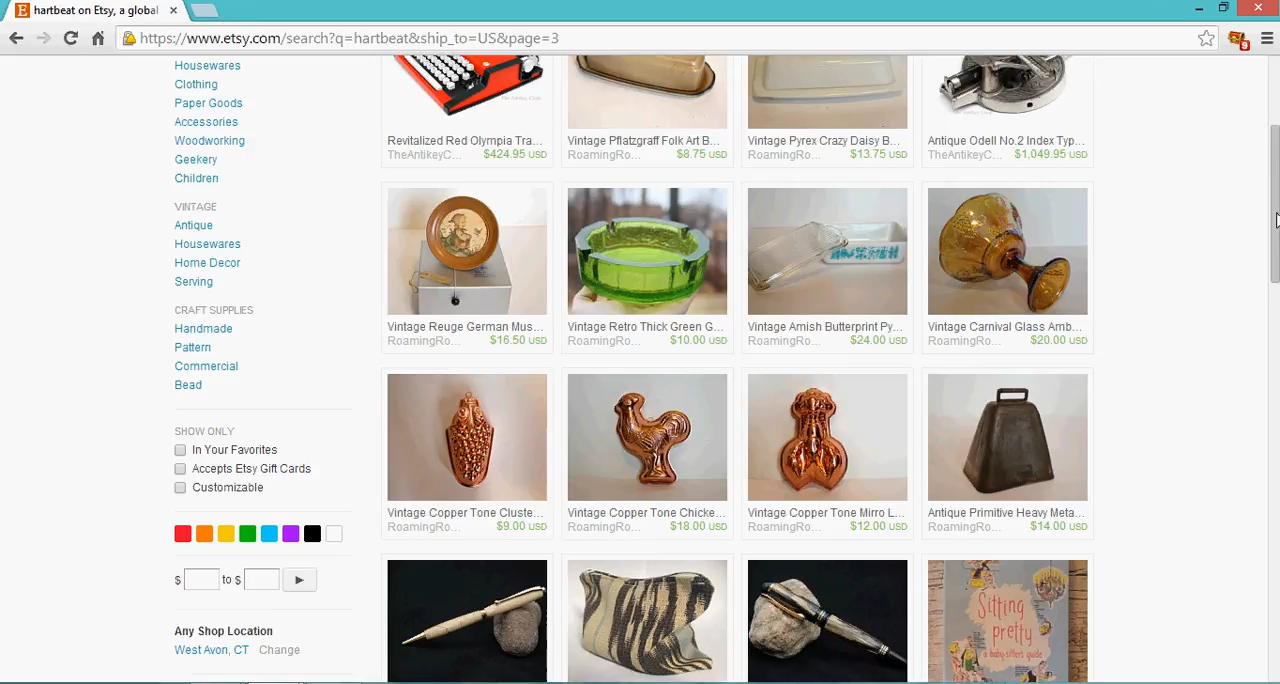 hartbeat on Etsy, a global
https://www.etsy.com/search?q=hartbeat&ship_to=US&page=3
9
Housewares
Clothing
Paper Goods
Accessories
Woodworking
Geekery
Children
VINTAGE
Antique
Housewares
Home Decor
Serving
CRAFT SUPPLIES
Handmade
Pattern
Commercial
Bead
SHOW ONLY
In Your Favorites
Accepts Etsy Gift Cards
Customizable
$ to $
Any Shop Location
West Avon, CT Change
Revitalized Red Olympia Tra...
TheAntikeyC... $424.95 USD
Vintage Pflatzgraff Folk Art B...
RoamingRo... $8.75 USD
Vintage Pyrex Crazy Daisy B...
RoamingRo... $13.75 USD
Antique Odell No.2 Index Typ...
TheAntikeyC... $1,049.95 USD
Vintage Reuge German Mus...
RoamingRo... $16.50 USD
Vintage Retro Thick Green G...
RoamingRo... $10.00 USD
Vintage Amish Butterprint Py...
RoamingRo... $24.00 USD
Vintage Carnival Glass Amb...
RoamingRo... $20.00 USD
Vintage Copper Tone Cluste...
RoamingRo... $9.00 USD
Vintage Copper Tone Chicke...
RoamingRo... $18.00 USD
Vintage Copper Tone Mirro L...
RoamingRo... $12.00 USD
Antique Primitive Heavy Meta...
RoamingRo... $14.00 USD
Sitting
pretty
a baby-sitters guide